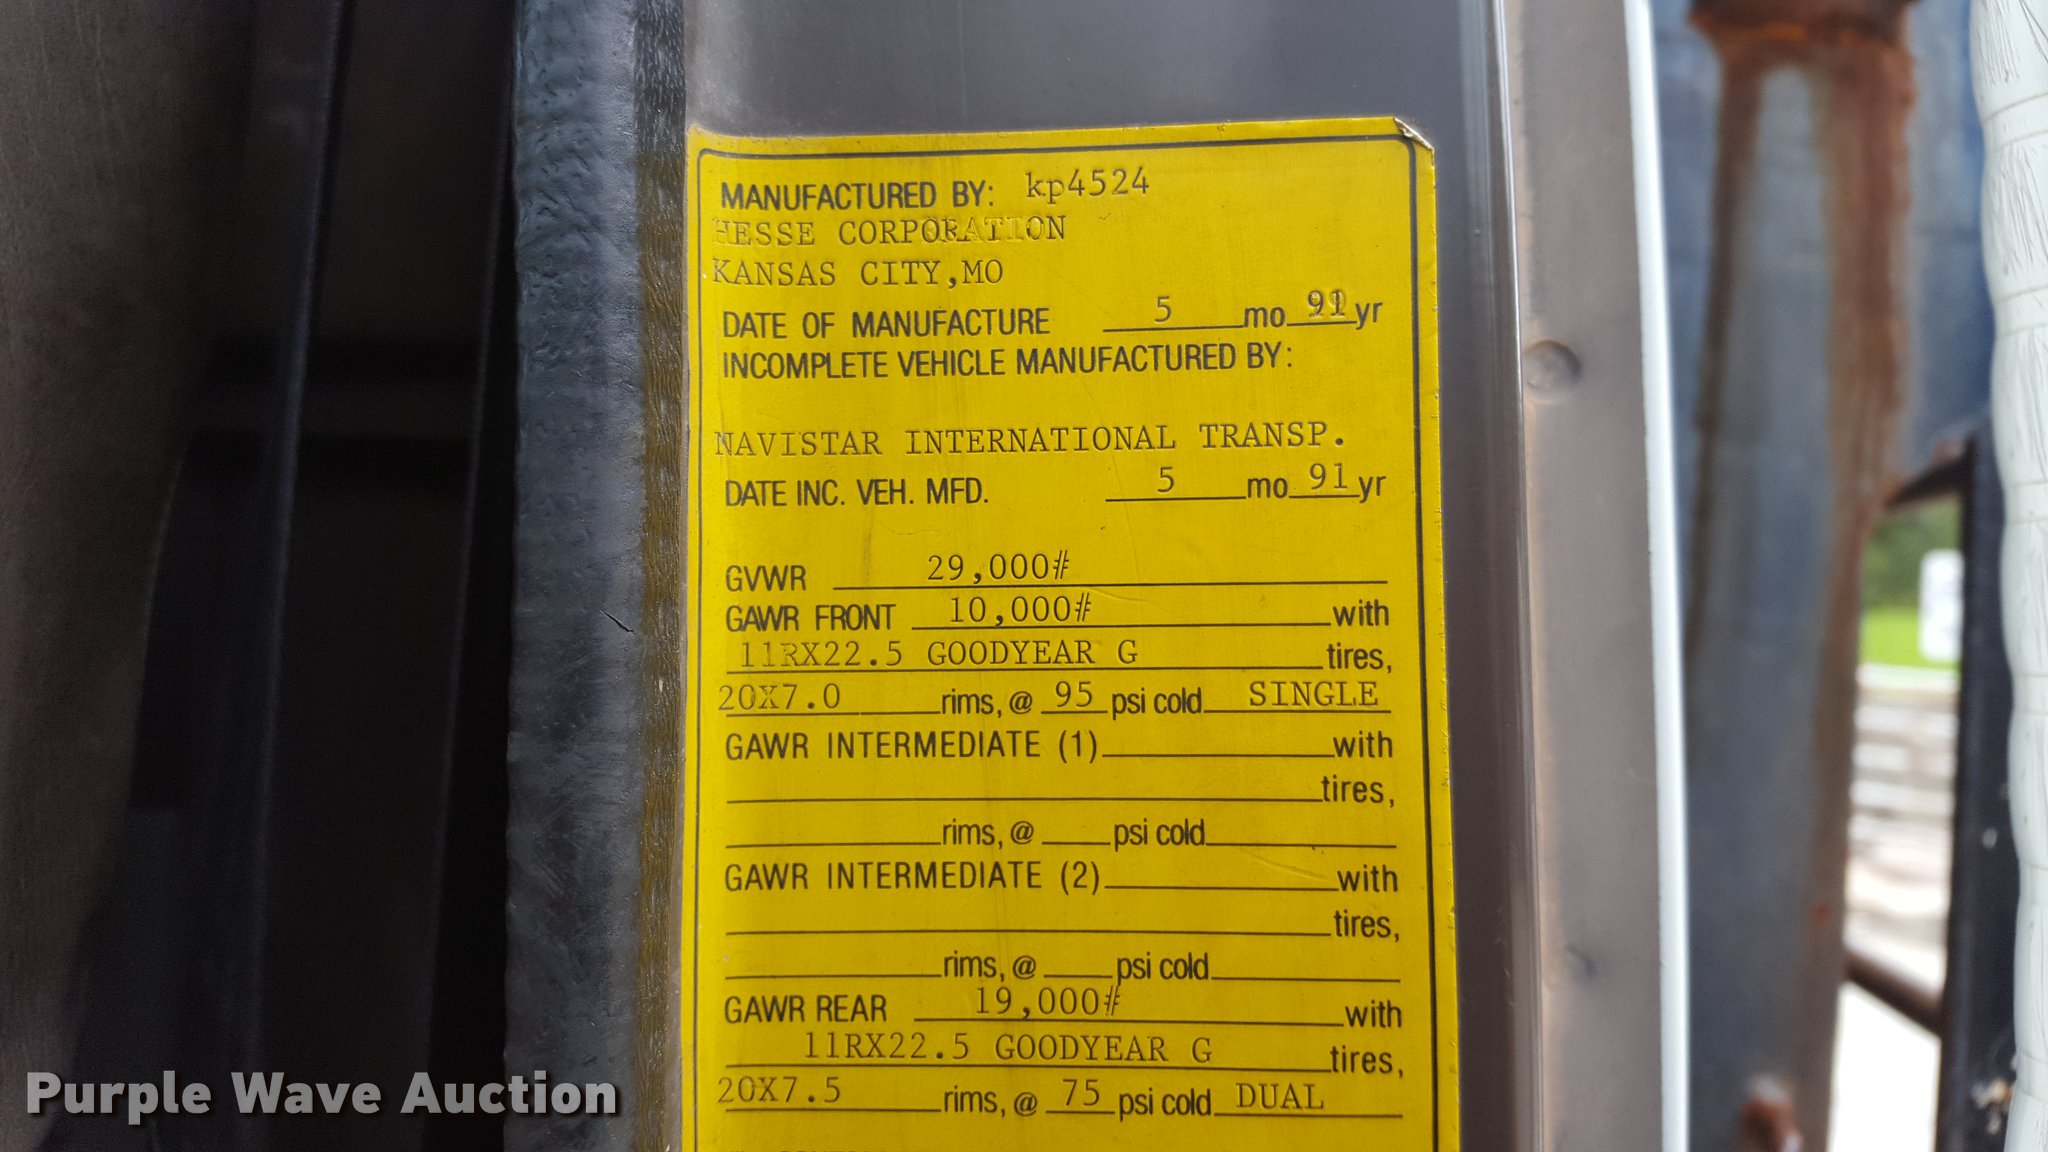 MANUFACTURED BY: kp4524
HESSE CORPORATION
KANSAS CITY,MO
DATE OF MANUFACTURE 5 mo 91 yr
INCOMPLETE VEHICLE MANUFACTURED BY:
NAVISTAR INTERNATIONAL TRANSP.
DATE INC. VEH. MFD. 5 mo 91 yr
GVWR 29,000#
GAWR FRONT 10,000# with
11RX22.5 GOODYEAR G tires,
20X7.0 rims, @ 95 psi cold SINGLE
GAWR INTERMEDIATE (1) with
tires,
rims, @ psi cold
GAWR INTERMEDIATE (2) with
tires,
rims, @ psi cold
GAWR REAR 19,000# with
11RX22.5 GOODYEAR G tires,
20X7.5 rims, @ 75 psi cold DUAL
Purple Wave Auction